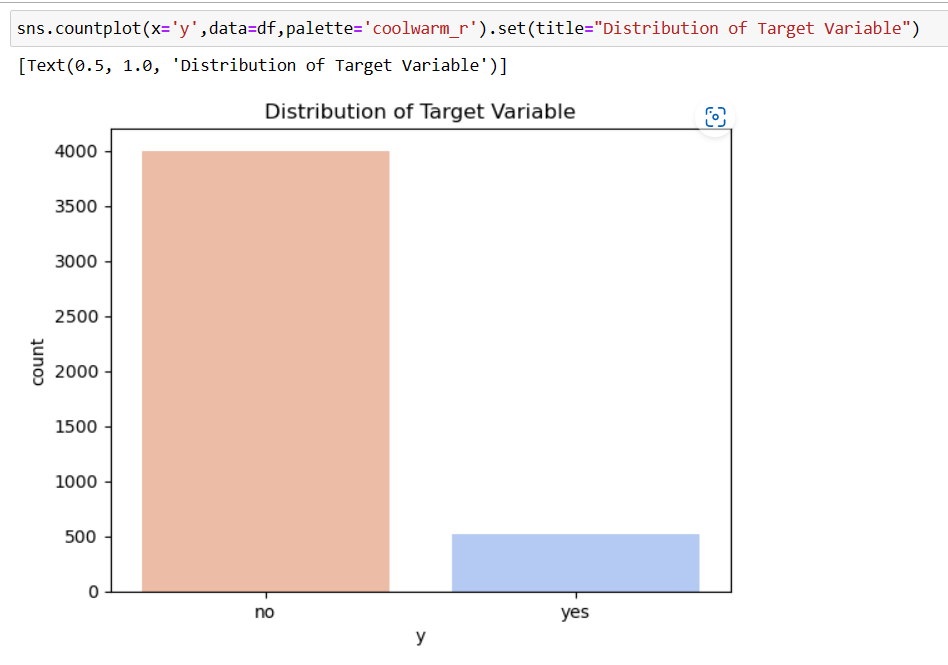 sns.countplot(x='y',data=df,palette='coolwarm_r').set(title="Distribution of Target Variable")
[Text(0.5, 1.0, 'Distribution of Target Variable')]
Distribution of Target Variable
4000
3500
3000
2500
2000
1500
1000
500
0
count
no yes
y